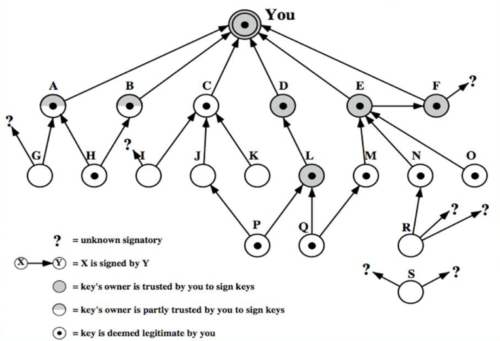 You
A B C D E F ?
?
G H ? I J K L M N O
P Q R ? ?
? = unknown signatory
X Y = X is signed by Y
? S ?
= key's owner is trusted by you to sign keys
= key's owner is partly trusted by you to sign keys
= key is deemed legitimate by you